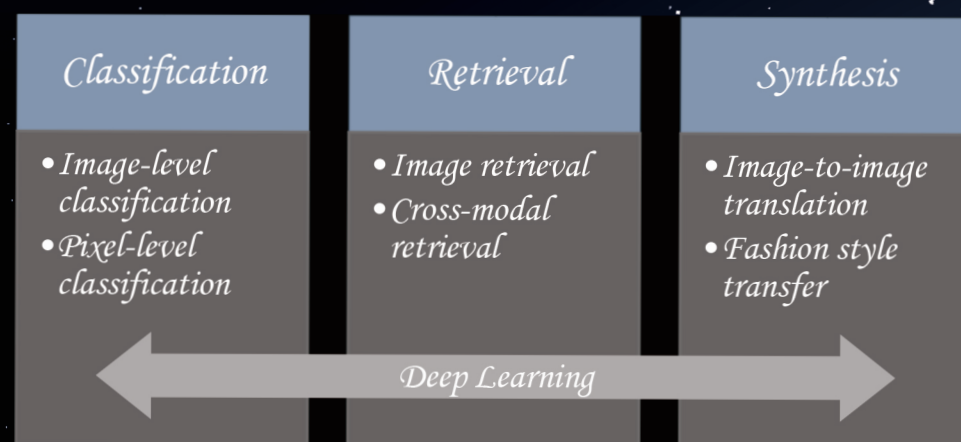 Classification
• Image-level
classification
• Pixel-level
classification
Retrieval
• Image retrieval
• Cross-modal
retrieval
Synthesis
• Image-to-image
translation
• Fashion style
transfer
Deep Learning